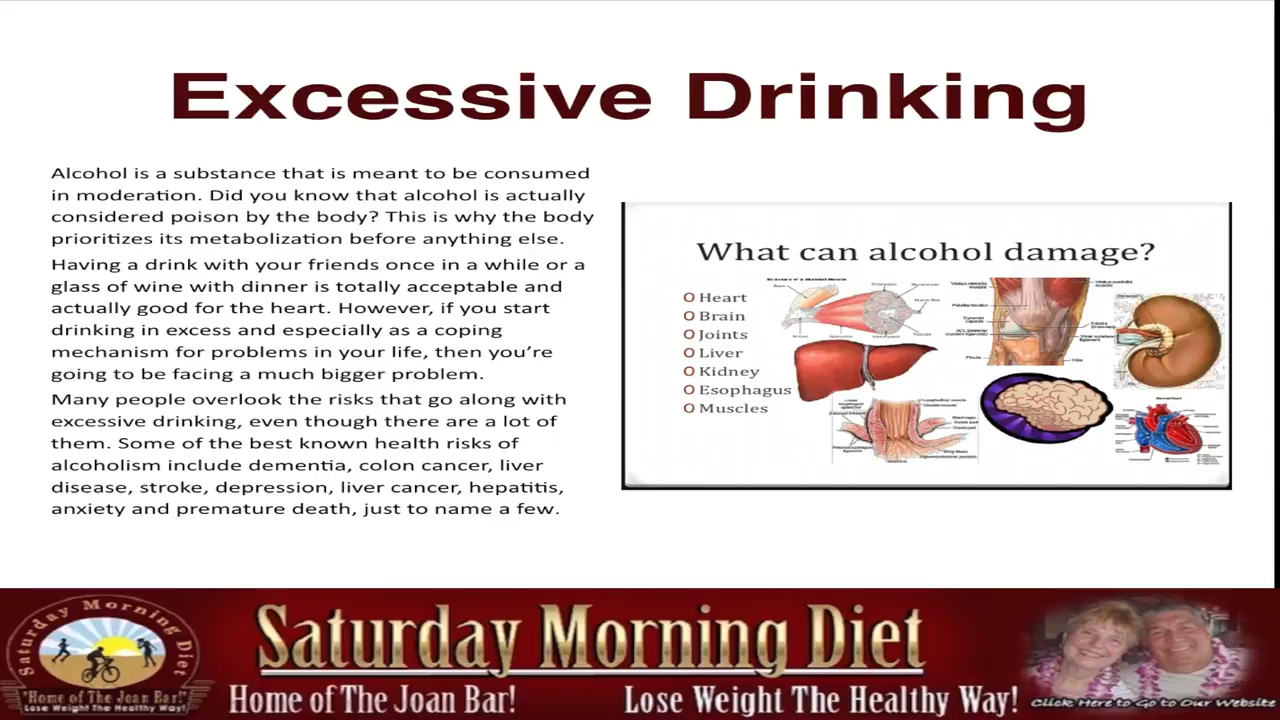 Excessive Drinking
Alcohol is a substance that is meant to be consumed
in moderation. Did you know that alcohol is actually
considered poison by the body? This is why the body
prioritizes its metabolization before anything else.
Having a drink with your friends once in a while or a
glass of wine with dinner is totally acceptable and
actually good for the heart. However, if you start
drinking in excess and especially as a coping
mechanism for problems in your life, then you're
going to be facing a much bigger problem.
Many people overlook the risks that go along with
excessive drinking, even though there are a lot of
them. Some of the best known health risks of
alcoholism include dementia, colon cancer, liver
disease, stroke, depression, liver cancer, hepatitis,
anxiety and premature death, just to name a few.
What can alcohol damage?
O Heart
O Brain
O Joints
O Liver
O Kidney
O Esophagus
O Muscles
Saturday Morning Diet
"Home of The Joan Bar!"
Lose Weight The Healthy Way!
Saturday Morning Diet
Home of The Joan Bar! Lose Weight The Healthy Way!
Click Here to Go to Our Website